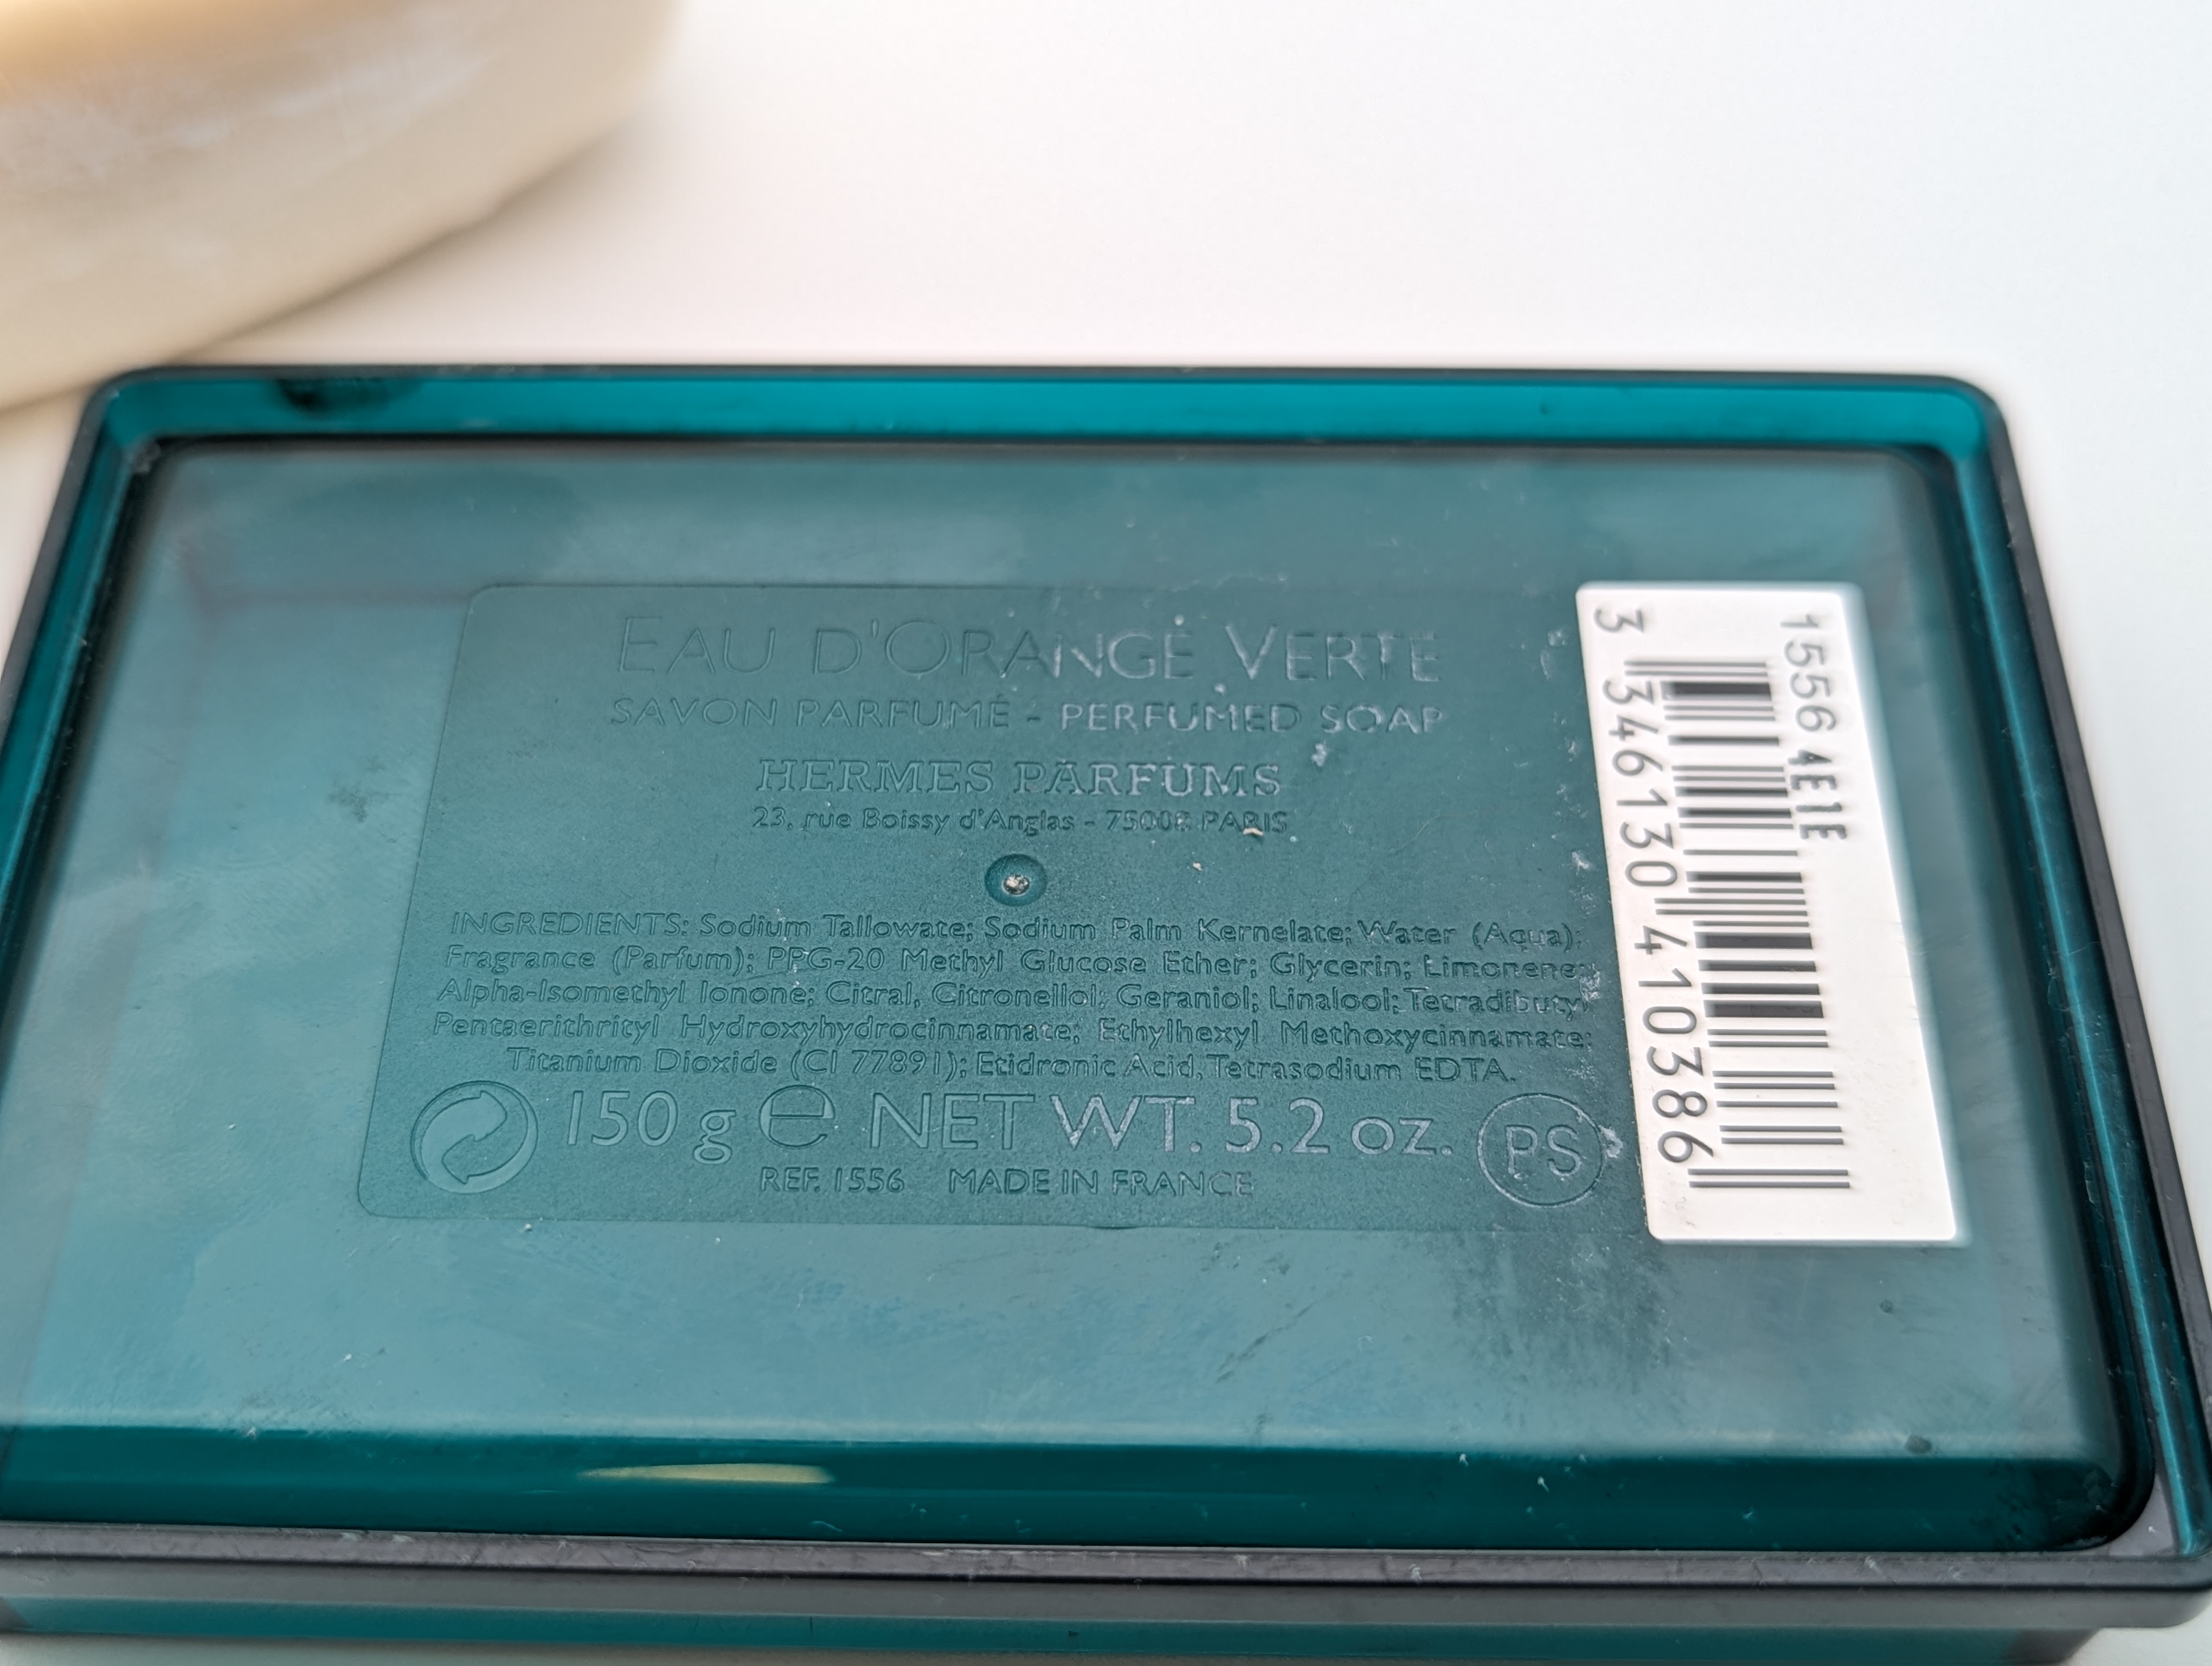 EAU D'ORANGE VERTE
SAVON PARFUMÉ - PERFUMED SOAP
HERMES PARFUMS
23, rue Boissy d'Anglas - 75008 PARIS
INGREDIENTS: Sodium Tallowate; Sodium Palm Kernelate; Water (Aqua);
Fragrance (Parfum); PPG-20 Methyl Glucose Ether; Glycerin; Limonene;
Alpha-Isomethyl Ionone; Citral, Citronellol; Geraniol; Linalool; Tetradibutyl
Pentaerithrityl Hydroxyhydrocinnamate; Ethylhexyl Methoxycinnamate;
Titanium Dioxide (CI 77891); Etidronic Acid, Tetrasodium EDTA.
150 g e NET WT. 5.2 oz.
PS
REF. 1556 MADE IN FRANCE
1556 4E1E
3 346130 410386